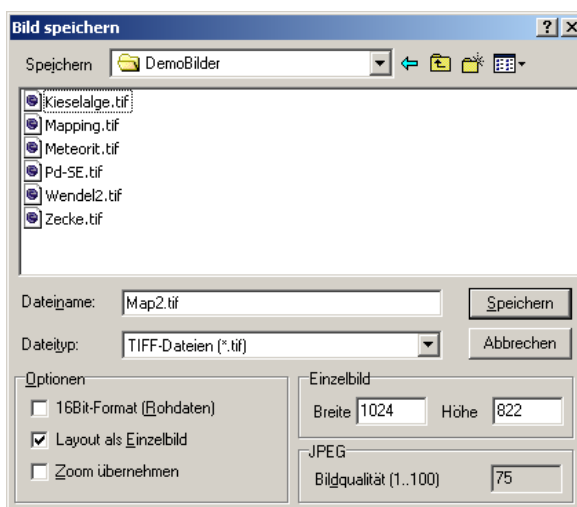 Bild speichern
Speichern DemoBilder
Kieselalge.tif
Mapping.tif
Meteorit.tif
Pd-SE.tif
Wendel2.tif
Zecke.tif
Dateiname: Map2.tif Speichern
Dateityp: TIFF-Dateien (*.tif) Abbrechen
Optionen Einzelbild
16Bit-Format (Rohdaten) Breite 1024 Höhe 822
Layout als Einzelbild
JPEG
Zoom übernehmen Bildqualität (1..100) 75